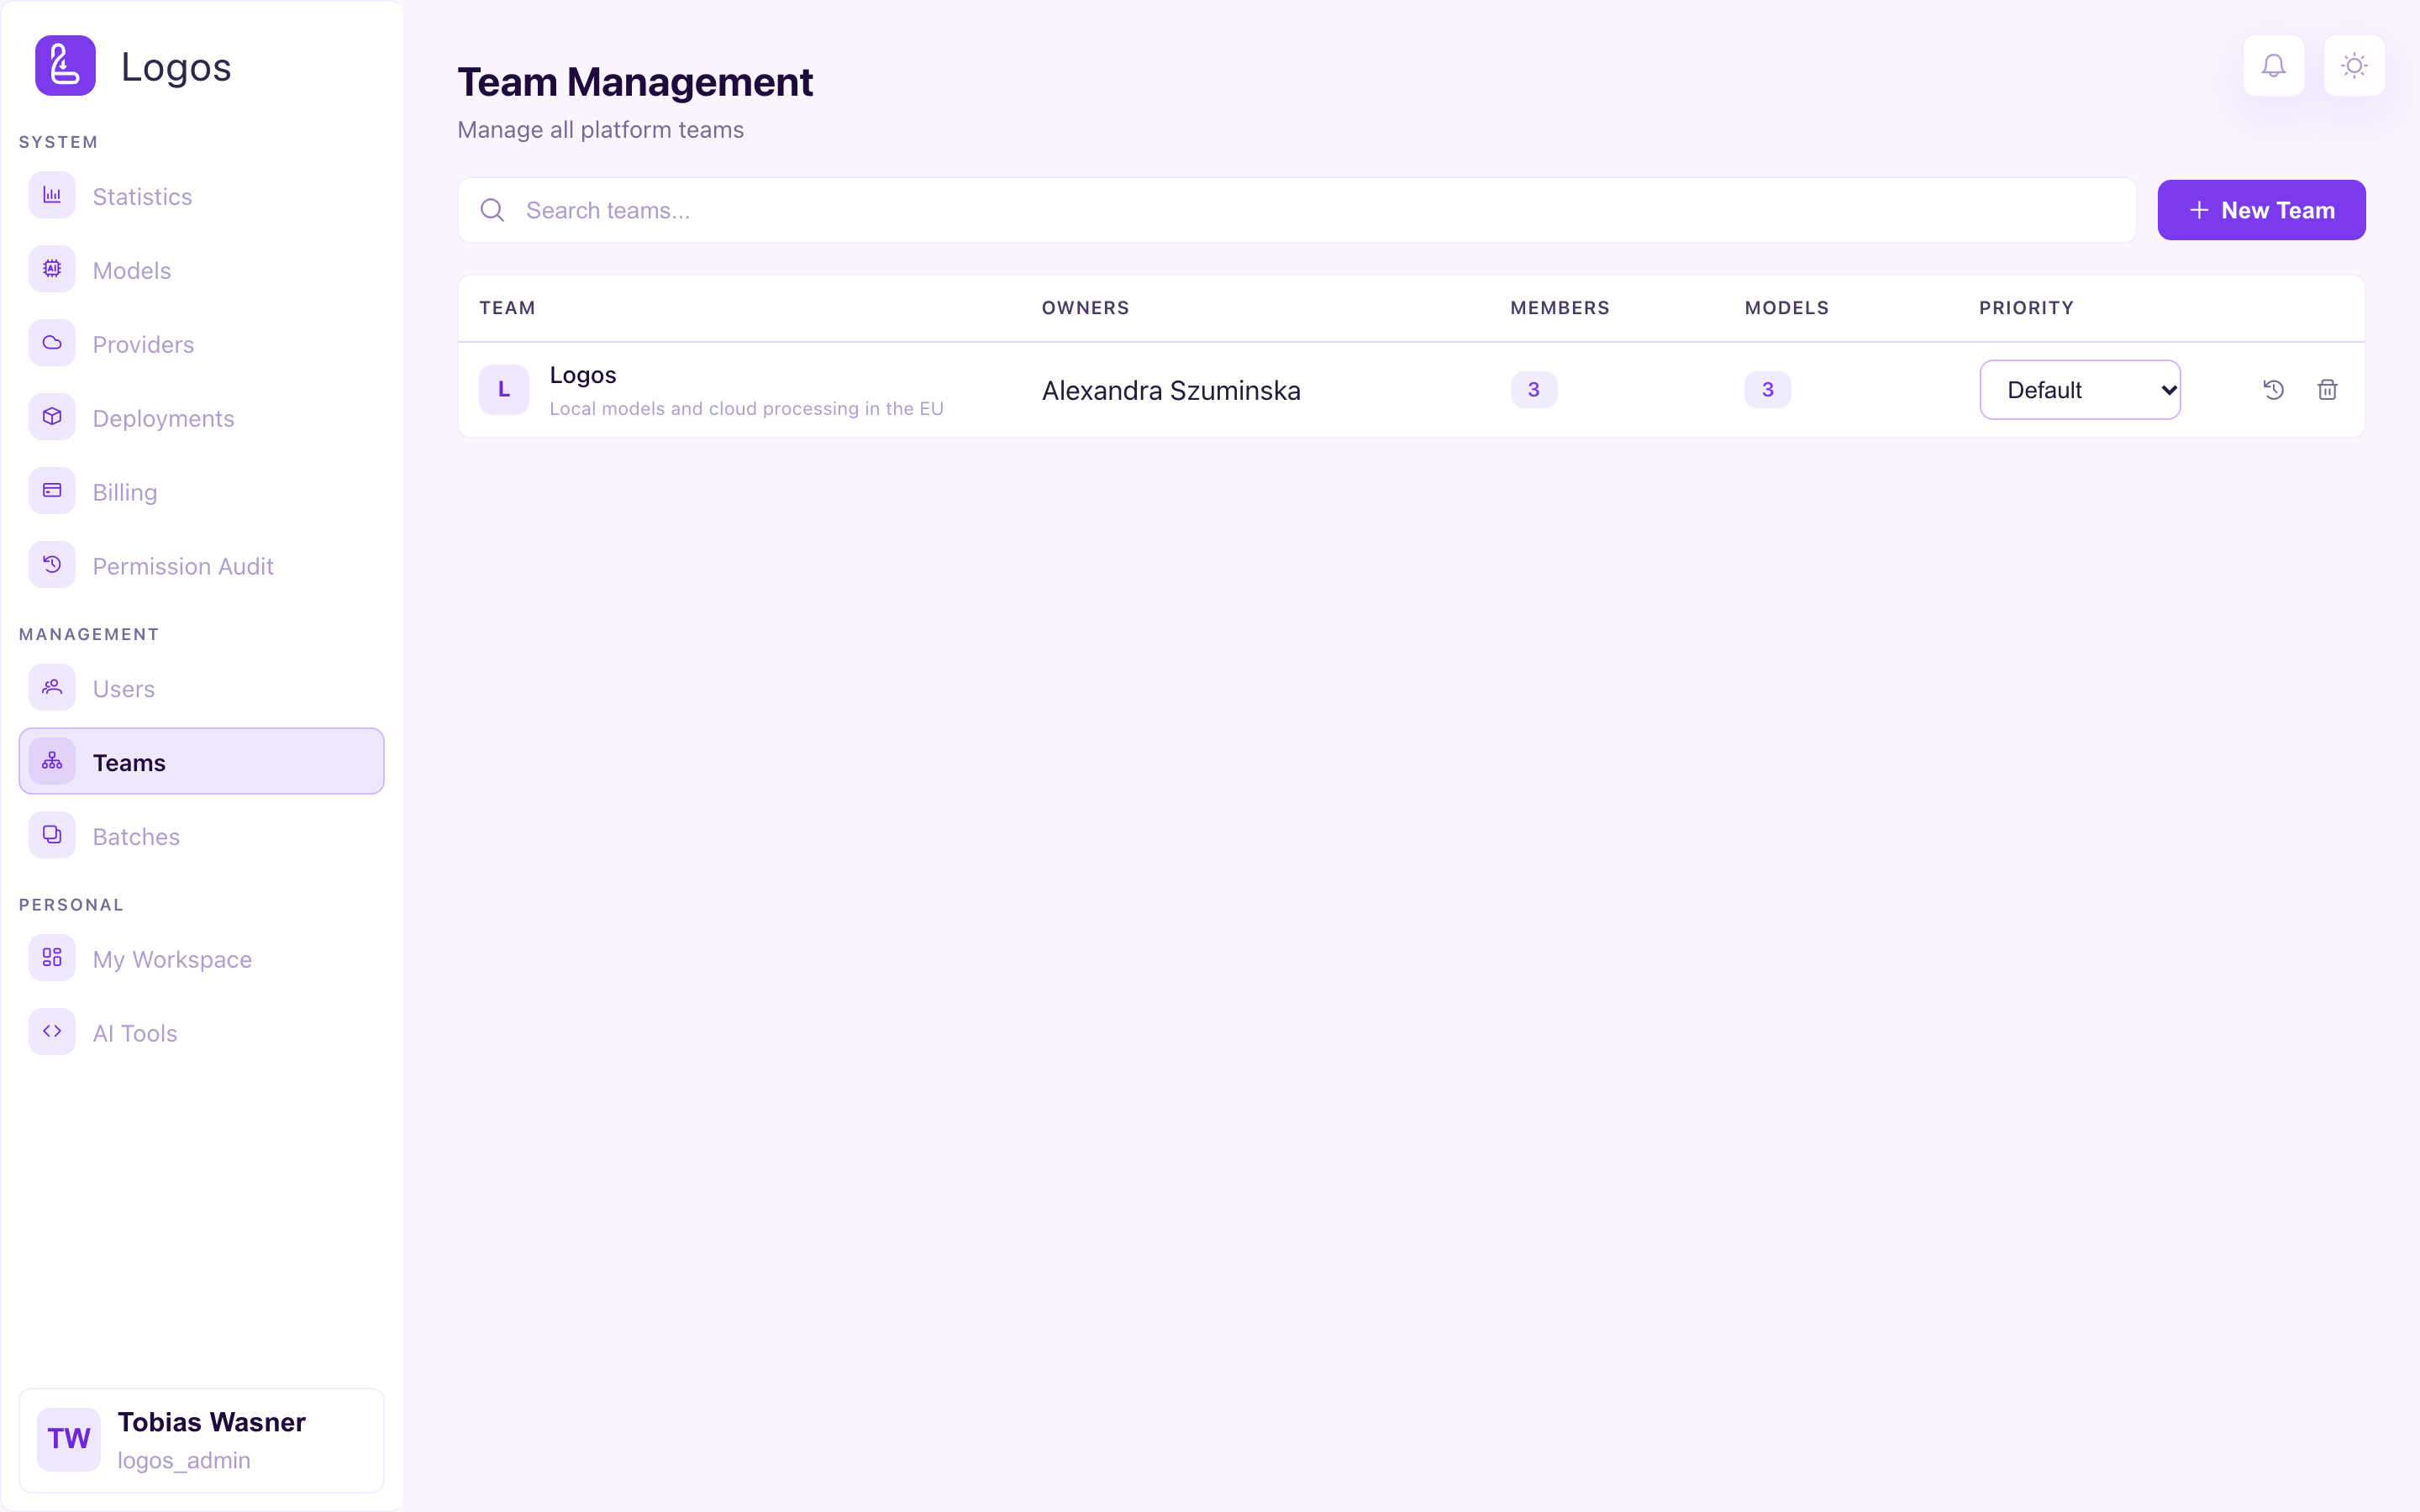 Logos
SYSTEM
Statistics
Models
Providers
Deployments
Billing
Permission Audit
MANAGEMENT
Users
Teams
Batches
PERSONAL
My Workspace
AI Tools
TW
Tobias Wasner
logos_admin
Team Management
Manage all platform teams
Search teams...
New Team
TEAM OWNERS MEMBERS MODELS PRIORITY
L
Logos
Local models and cloud processing in the EU
Alexandra Szuminska
3
3
Default